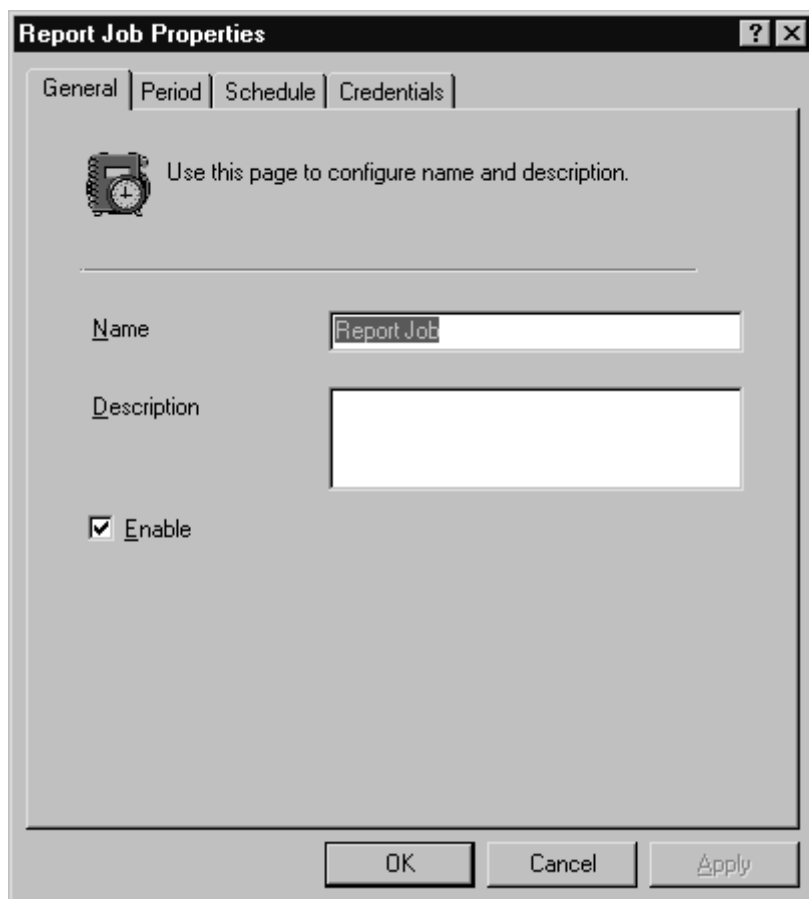 Report Job Properties
General Period Schedule Credentials
Use this page to configure name and description.
Name Report Job
Description
Enable
OK Cancel Apply